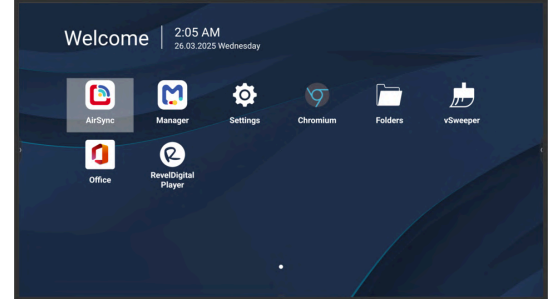 Welcome
2:05 AM
26.03.2025 Wednesday
AirSync
Manager
Settings
Chromium
Folders
vSweeper
Office
RevelDigital
Player